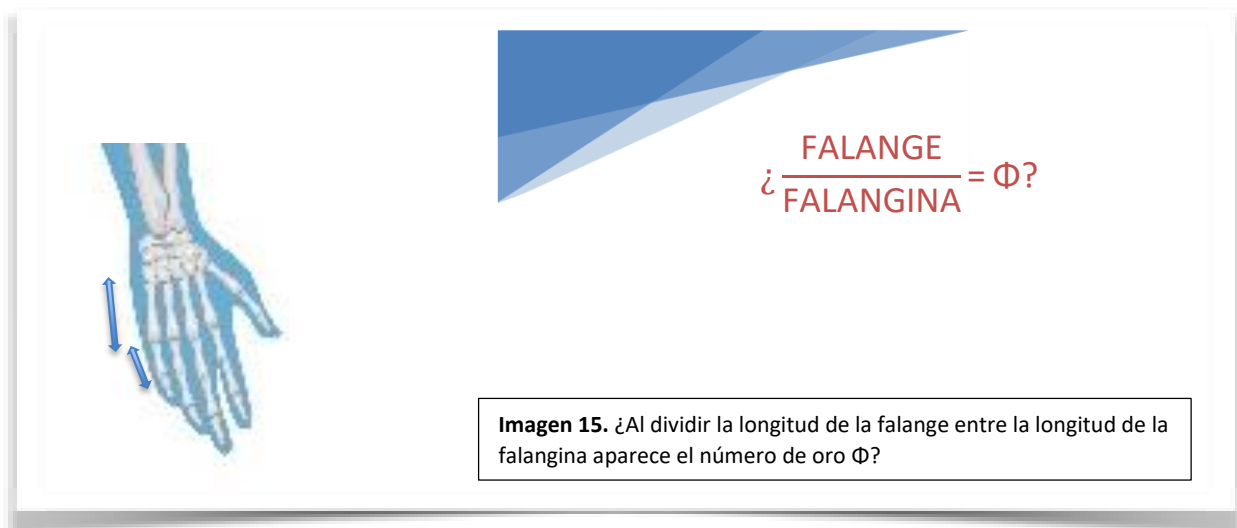 FALANGE
¿ = Φ?
FALANGINA
Imagen 15. ¿Al dividir la longitud de la falange entre la longitud de la
falangina aparece el número de oro Φ?